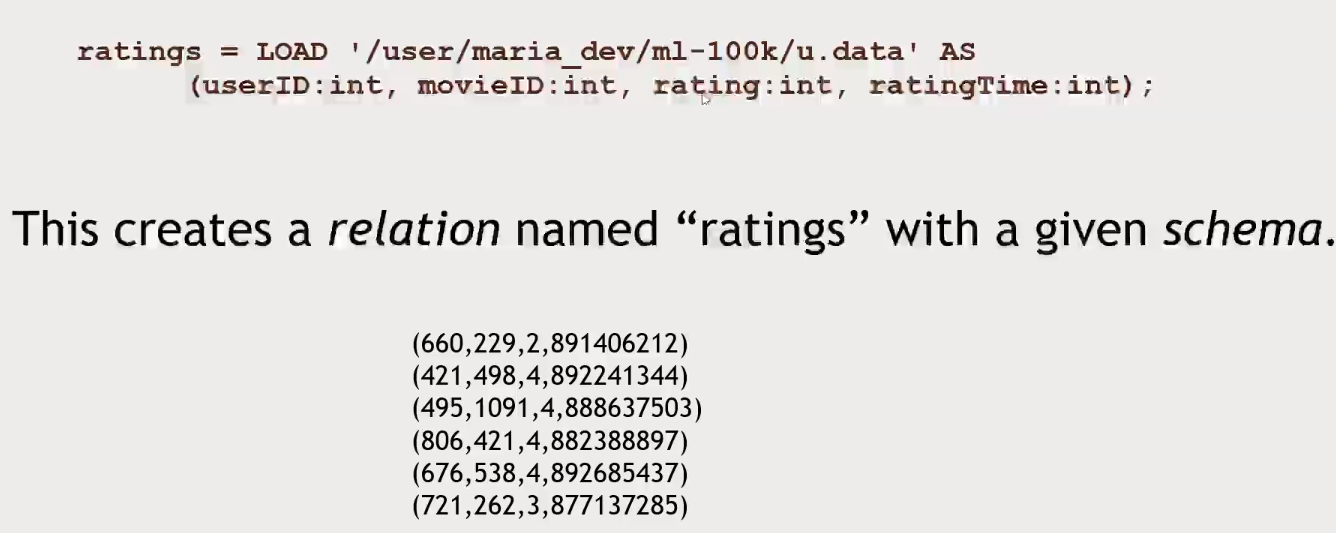 ratings = LOAD '/user/maria_dev/ml-100k/u.data' AS
(userID:int, movieID:int, rating:int, ratingTime:int);
This creates a relation named “ratings” with a given schema.
(660,229,2,891406212)
(421,498,4,892241344)
(495,1091,4,888637503)
(806,421,4,882388897)
(676,538,4,892685437)
(721,262,3,877137285)